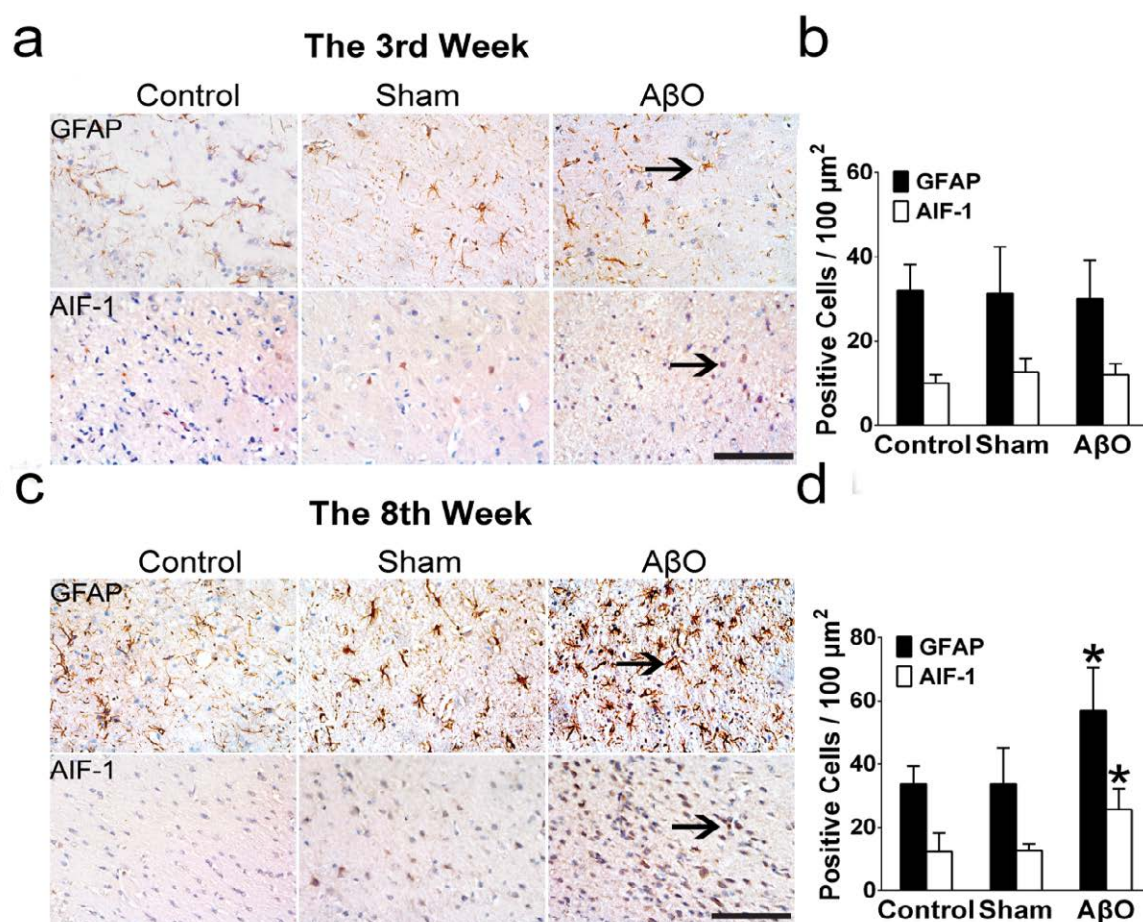 a
The 3rd Week
Control Sham AβO
GFAP
AIF-1
b
Positive Cells / 100 µm²
60
40
20
0
GFAP
AIF-1
Control Sham AβO
c
The 8th Week
Control Sham AβO
GFAP
AIF-1
d
Positive Cells / 100 µm²
80
60
40
20
0
GFAP
AIF-1
*
*
Control Sham AβO